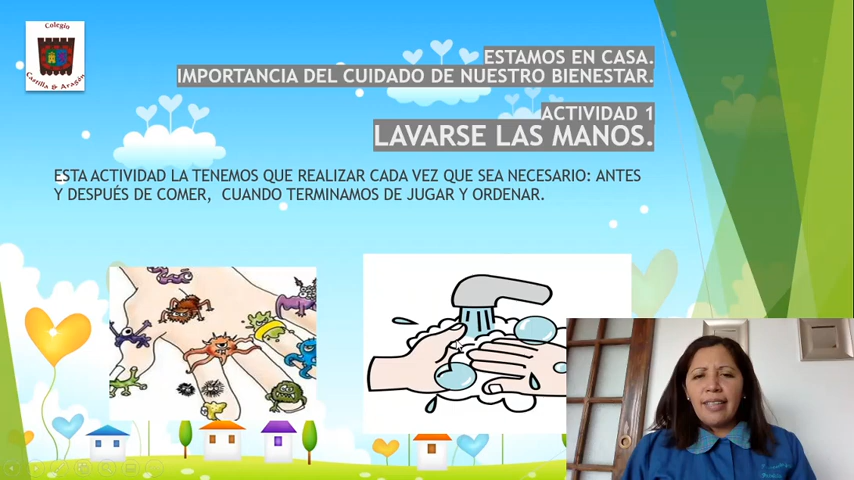 Colegio
Castilla & Aragón
ESTAMOS EN CASA.
IMPORTANCIA DEL CUIDADO DE NUESTRO BIENESTAR.
ACTIVIDAD 1
LAVARSE LAS MANOS.
ESTA ACTIVIDAD LA TENEMOS QUE REALIZAR CADA VEZ QUE SEA NECESARIO: ANTES
Y DESPUÉS DE COMER, CUANDO TERMINAMOS DE JUGAR Y ORDENAR.